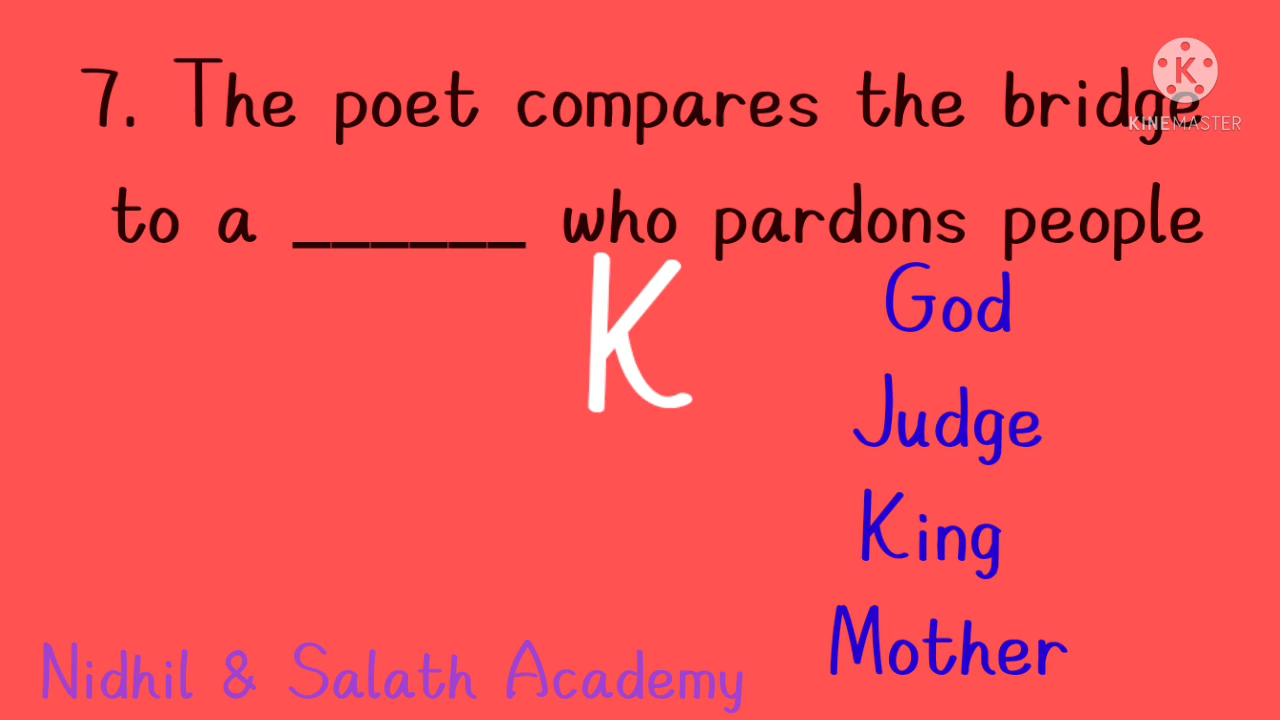 7. The poet compares the bridge
to a ______ who pardons people
K
God
Judge
King
Mother
Nidhil & Salath Academy
K
KINEMASTER